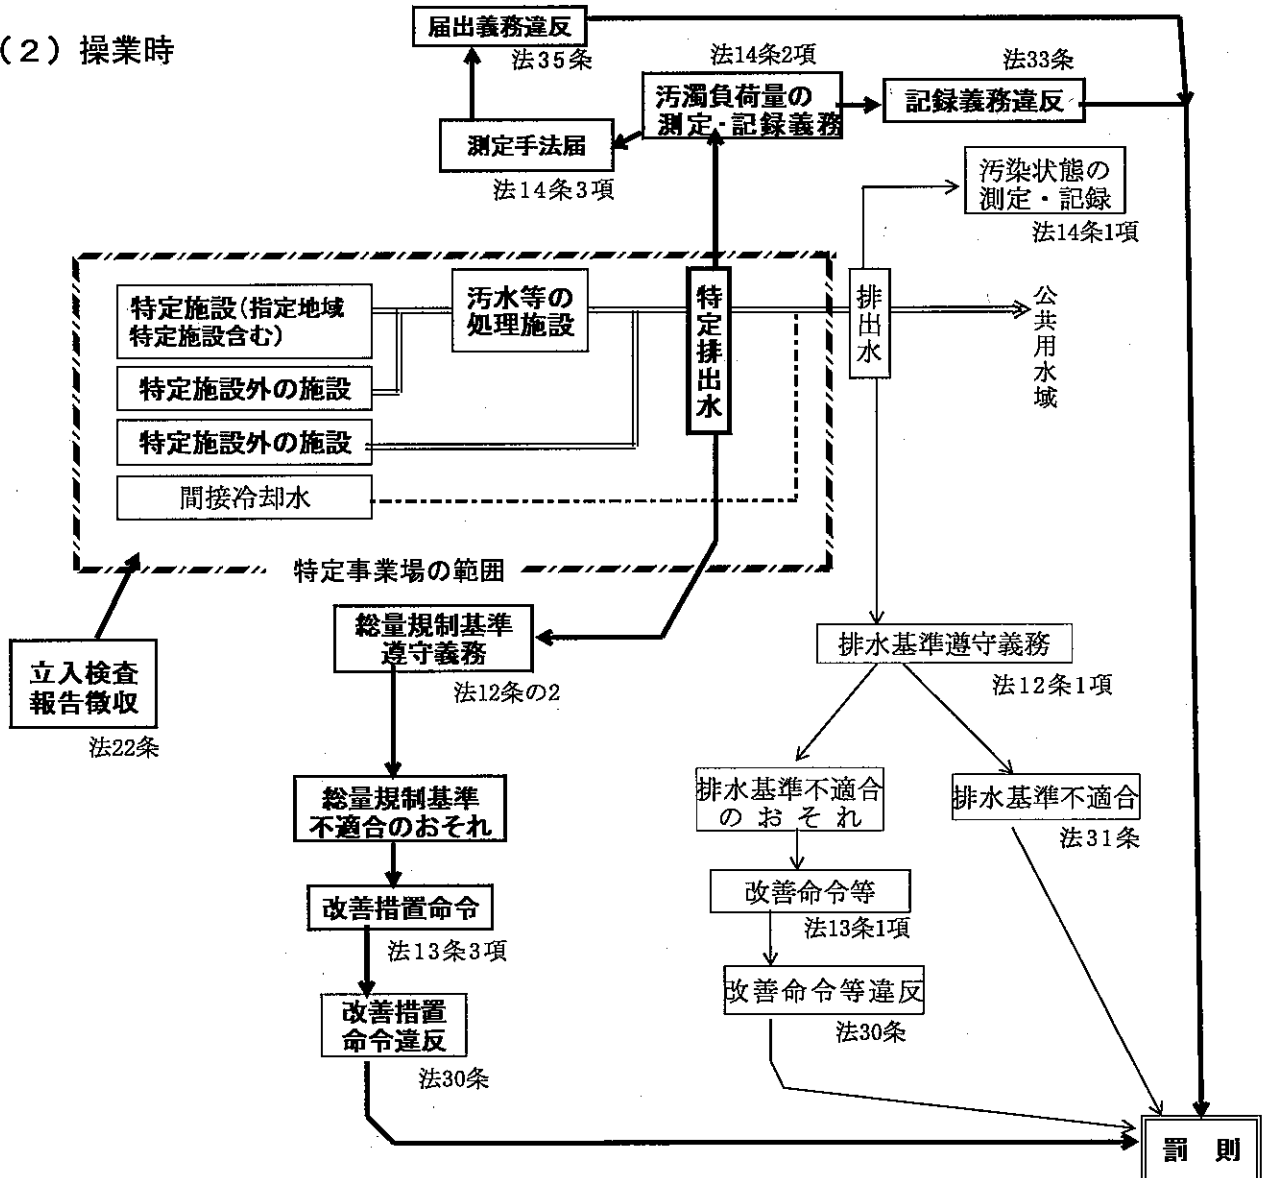 (2)操業時
届出義務違反
法35条
法14条2項
汚濁負荷量の
測定・記録義務
法33条
記録義務違反
測定手法届
法14条3項
汚染状態の
測定・記録
法14条1項
特定施設(指定地域
特定施設含む)
汚水等の
処理施設
特定排出水
排出水
公共用水域
特定施設外の施設
特定施設外の施設
間接冷却水
特定事業場の範囲
立入検査
報告徴収
法22条
総量規制基準
遵守義務
法12条の2
排水基準遵守義務
法12条1項
総量規制基準
不適合のおそれ
排水基準不適合
のおそれ
排水基準不適合
法31条
改善措置命令
法13条3項
改善命令等
法13条1項
改善措置
命令違反
法30条
改善命令等違反
法30条
罰則